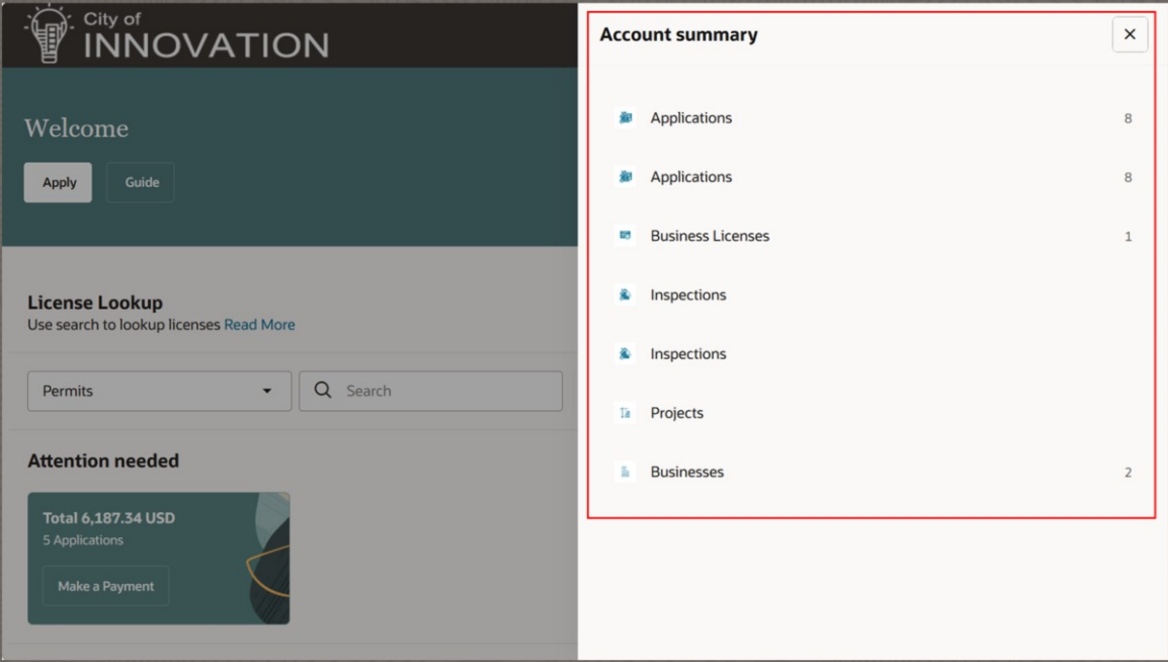 City of
INNOVATION
Welcome
Apply
Guide
License Lookup
Use search to lookup licenses Read More
Permits
Search
Attention needed
Total 6,187.34 USD
5 Applications
Make a Payment
Account summary
Applications 8
Applications 8
Business Licenses 1
Inspections
Inspections
Projects
Businesses 2